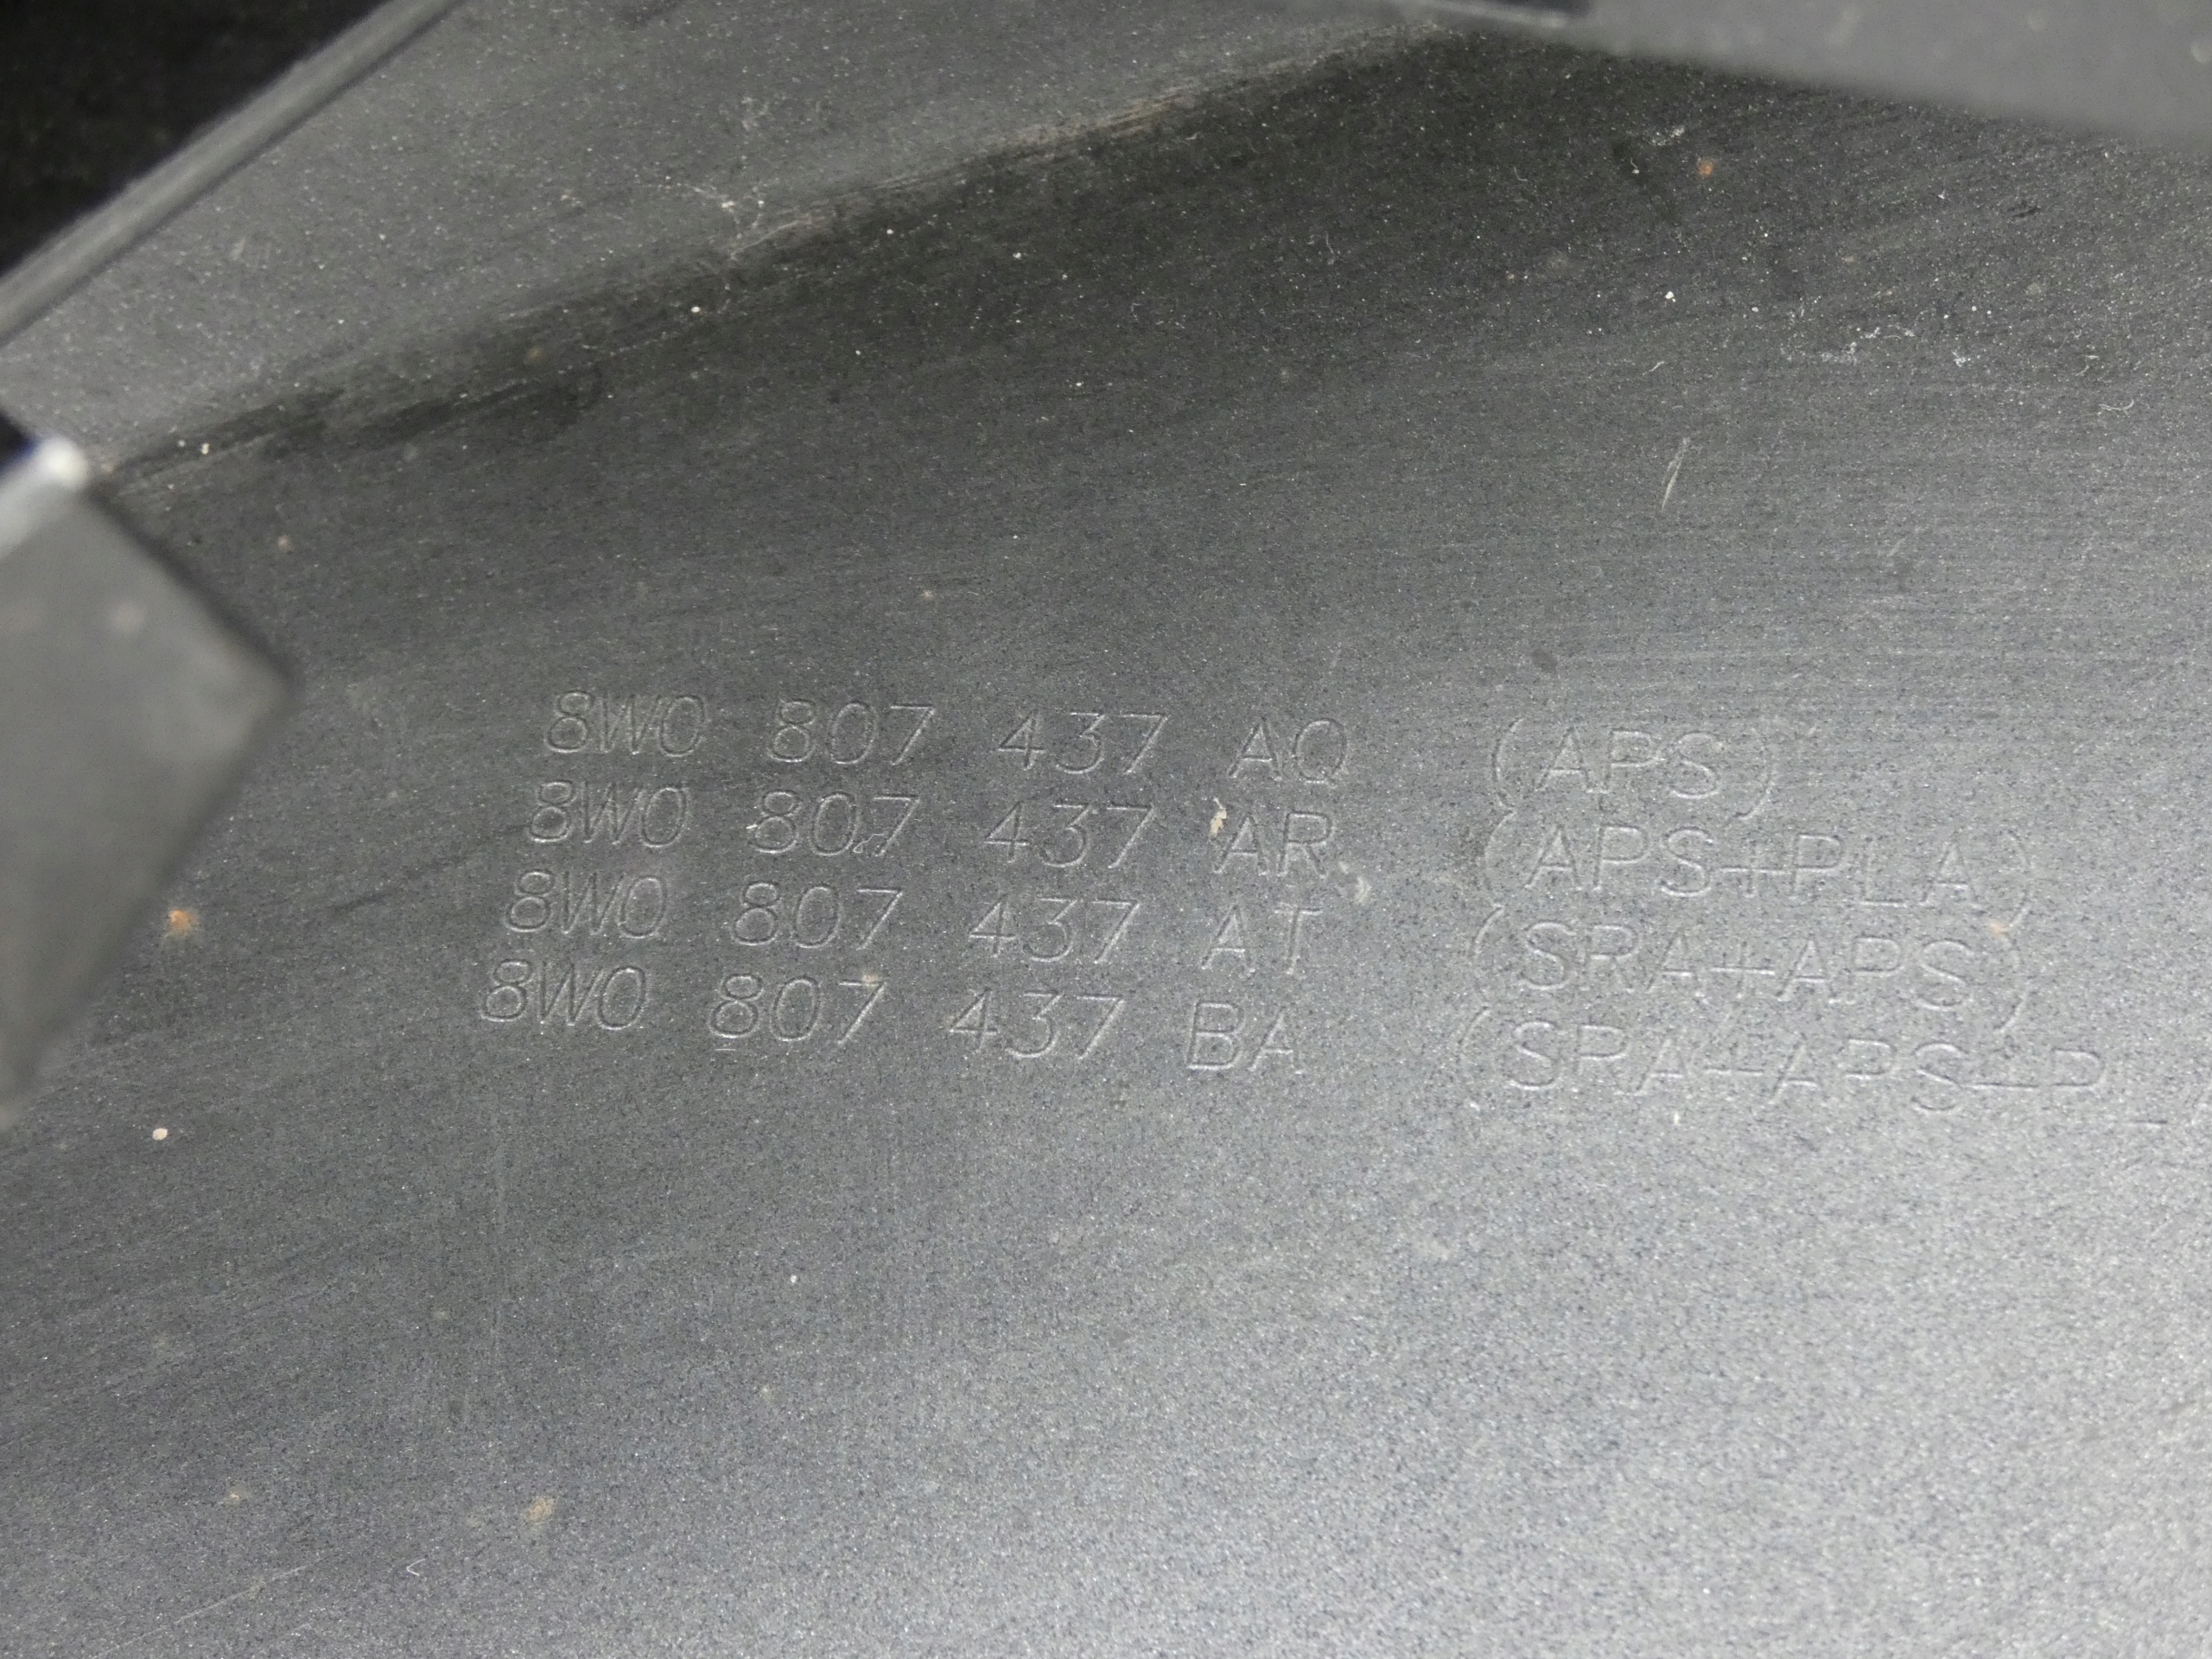 8W0 807 437 AQ (APS)
8W0 807 437 AR (APS+PLA)
8W0 807 437 AT (SRA+APS)
8W0 807 437 BA (SRA+APS+P